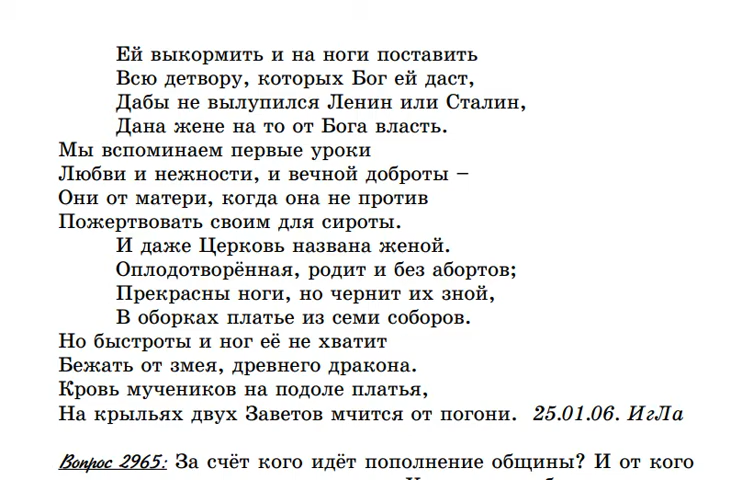 Ей выкормить и на ноги поставить
Всю детвору, которых Бог ей даст,
Дабы не вылупился Ленин или Сталин,
Дана жене на то от Бога власть.
Мы вспоминаем первые уроки
Любви и нежности, и вечной доброты –
Они от матери, когда она не против
Пожертвовать своим для сироты.
И даже Церковь названа женой.
Оплодотворённая, родит и без абортов;
Прекрасны ноги, но чернит их зной,
В оборках платье из семи соборов.
Но быстроты и ног её не хватит
Бежать от змея, древнего дракона.
Кровь мучеников на подоле платья,
На крыльях двух Заветов мчится от погони. 25.01.06. ИгЛа
Вопрос 2965: За счёт кого идёт пополнение общины? И от кого